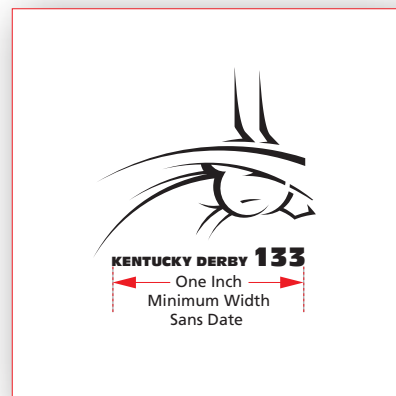 KENTUCKY DERBY 133
One Inch
Minimum Width
Sans Date